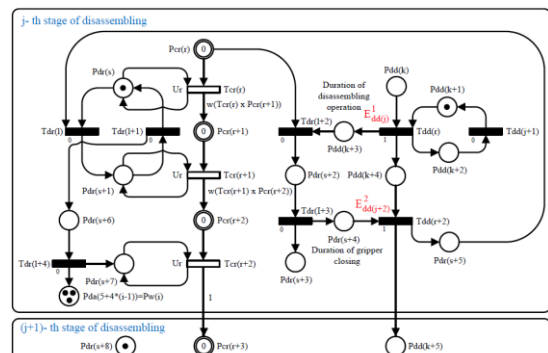 j- th stage of disassembling
Pcr(r)
0
Pdd(k)
Pdr(s)
Duration of
disassembling
operation
Pdd(k+1)
Ur
Tcr(r)
E¹dd(j)
w(Tcr(r) x Pcr(r+1))
Tdr(l)
0
Tdr(l+1)
0
Pcr(r+1)
0
Tdr(l+2)
0
Pdd(k+3)
Tdd(r)
1
Tdd(j+1)
0
Pdd(k+2)
Pdr(s+1)
Ur
Tcr(r+1)
Pdr(s+2)
Pdd(k+4)
w(Tcr(r+1) x Pcr(r+2))
Pdr(s+6)
Pcr(r+2)
0
E²dd(j+2)
Tdr(l+3)
0
Tdd(r+2)
1
Pdr(s+4)
Pdr(s+5)
Tdr(l+4)
0
Ur
Tcr(r+2)
Duration of gripper
closing
Pdr(s+7)
Pdr(s+3)
Pda(5+4*(i-1))=Pw(i)
1
(j+1)- th stage of disassembling
Pdr(s+8)
0
Pcr(r+3)
Pdd(k+5)